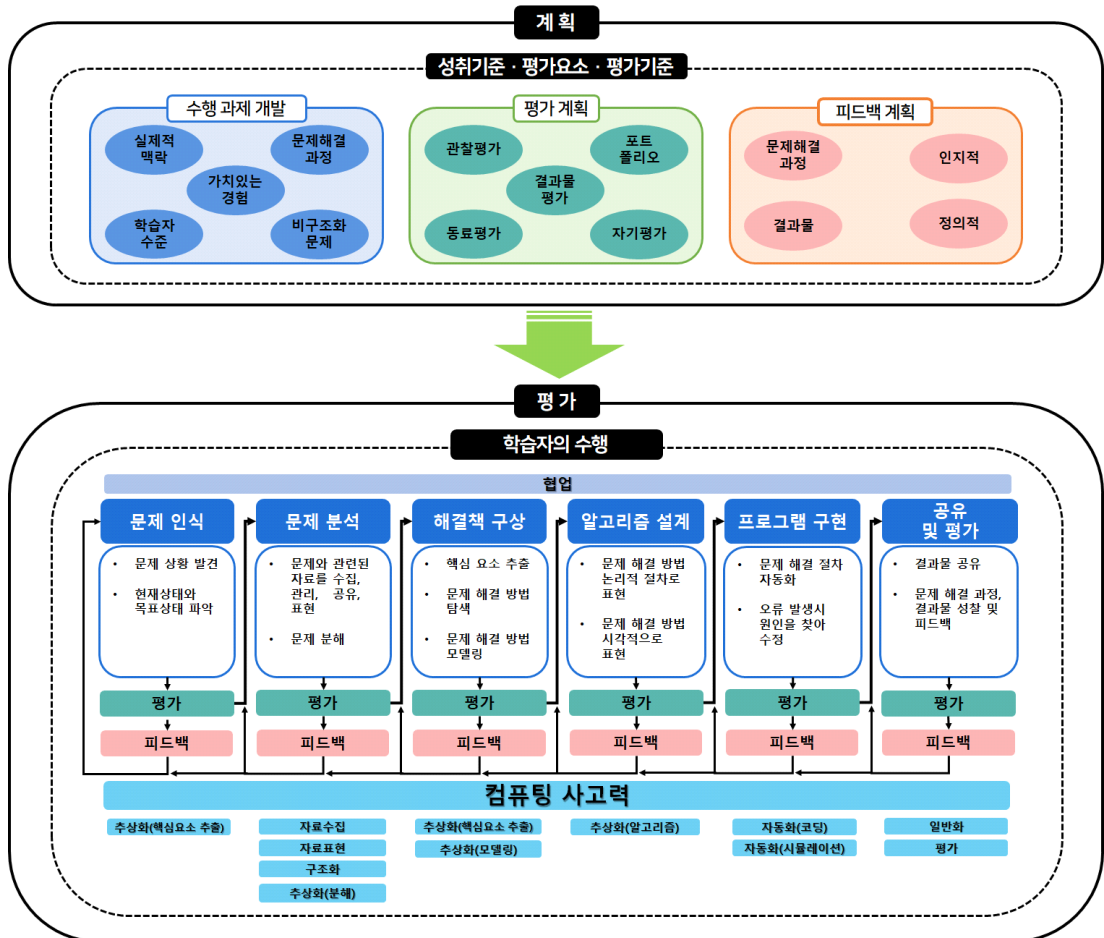 계 획
성취기준 · 평가요소 · 평가기준
수행 과제 개발
실제적
맥락
문제해결
과정
가치있는
경험
학습자
수준
비구조화
문제
평가 계획
관찰평가
포트
폴리오
결과물
평가
동료평가
자기평가
피드백 계획
문제해결
과정
인지적
결과물
정의적
평 가
학습자의 수행
협업
문제 인식
• 문제 상황 발견
• 현재상태와
목표상태 파악
평가
피드백
문제 분석
• 문제와 관련된
자료를 수집,
관리, 공유,
표현
• 문제 분해
평가
피드백
해결책 구상
• 핵심 요소 추출
• 문제 해결 방법
탐색
• 문제 해결 방법
모델링
평가
피드백
알고리즘 설계
• 문제 해결 방법
논리적 절차로
표현
• 문제 해결 방법
시각적으로
표현
평가
피드백
프로그램 구현
• 문제 해결 절차
자동화
• 오류 발생시
원인을 찾아
수정
평가
피드백
공유
및 평가
• 결과물 공유
• 문제 해결 과정,
결과물 성찰 및
피드백
평가
피드백
컴퓨팅 사고력
추상화(핵심요소 추출)
자료수집
자료표현
구조화
추상화(분해)
추상화(핵심요소 추출)
추상화(모델링)
추상화(알고리즘)
자동화(코딩)
자동화(시뮬레이션)
일반화
평가